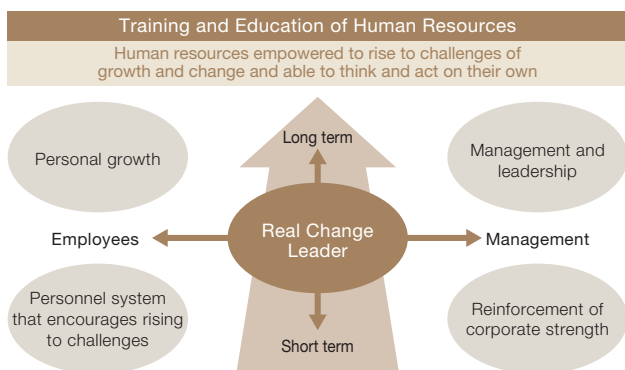 Training and Education of Human Resources
Human resources empowered to rise to challenges of
growth and change and able to think and act on their own
Long term
Personal growth
Management and
leadership
Employees
Real Change
Leader
Management
Personnel system
that encourages rising
to challenges
Short term
Reinforcement of
corporate strength